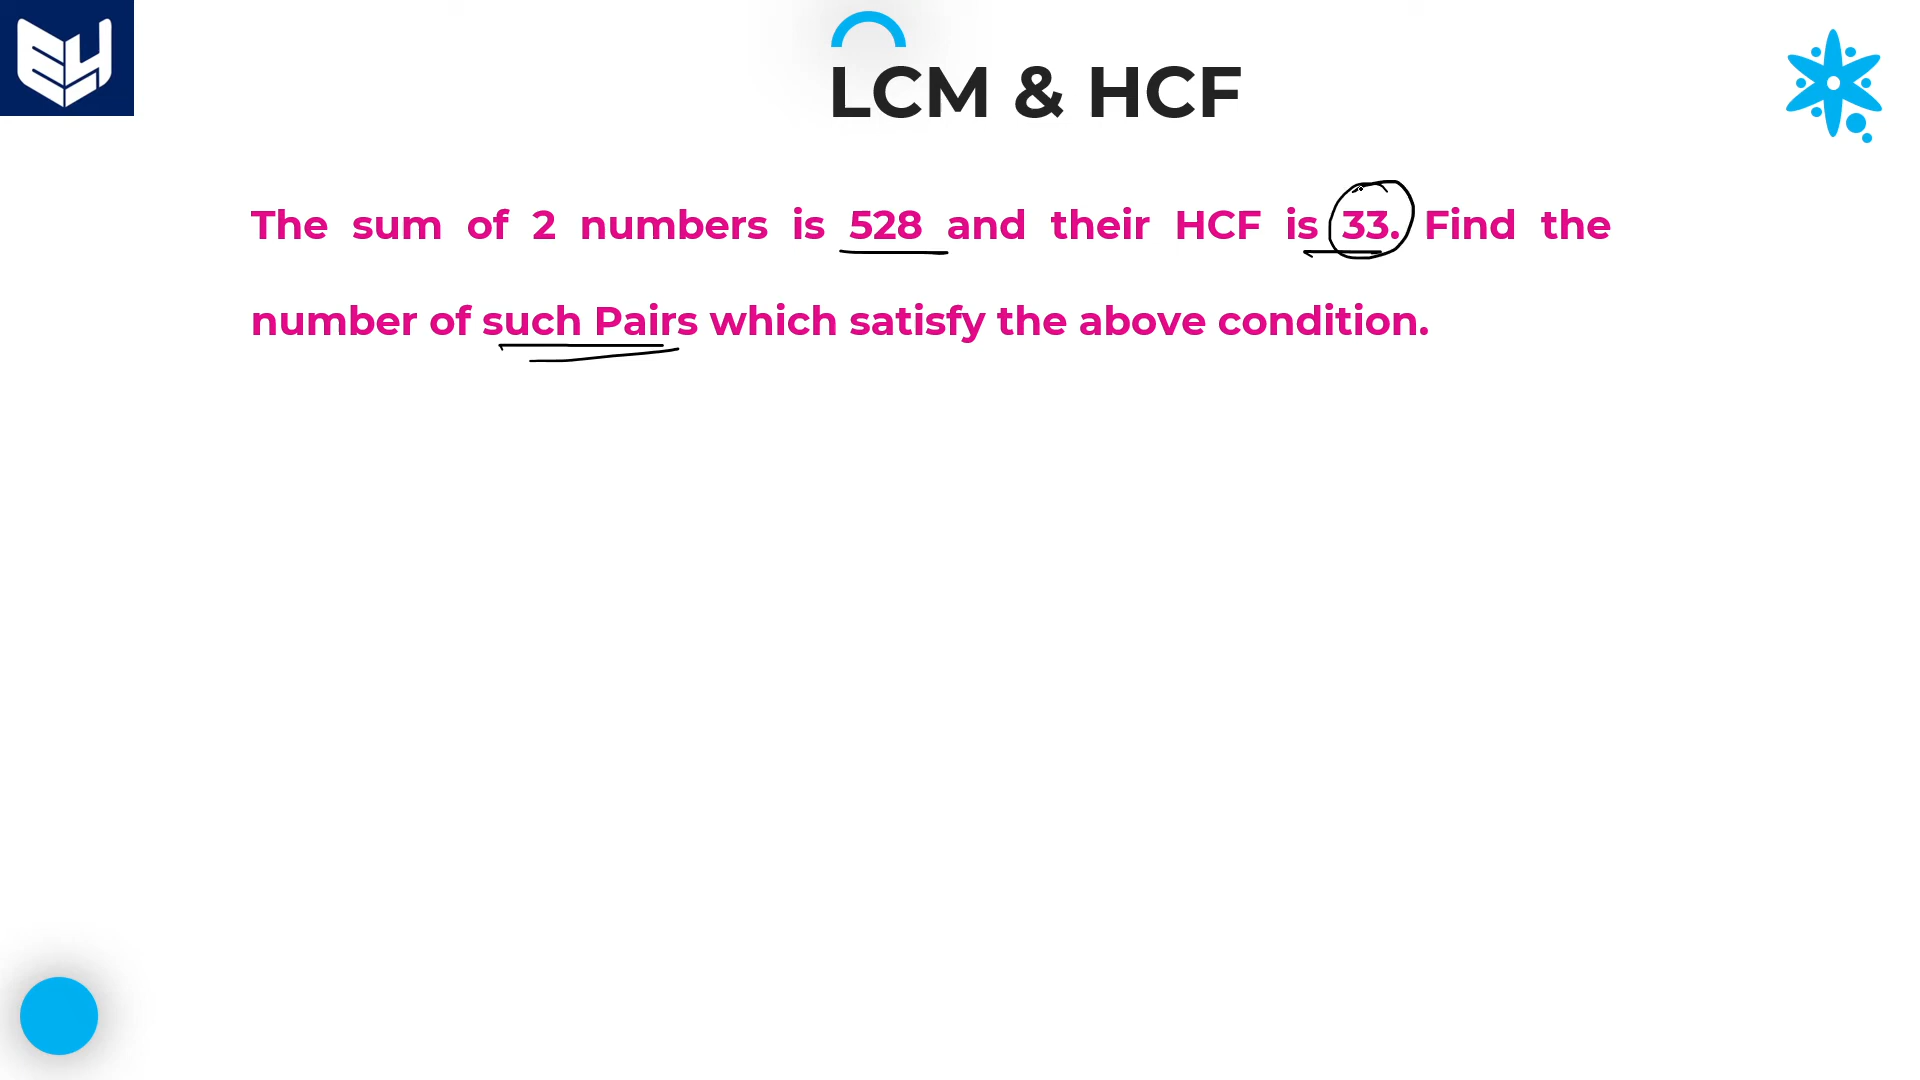 LCM & HCF
The sum of 2 numbers is 528 and their HCF is 33. Find the
number of such Pairs which satisfy the above condition.